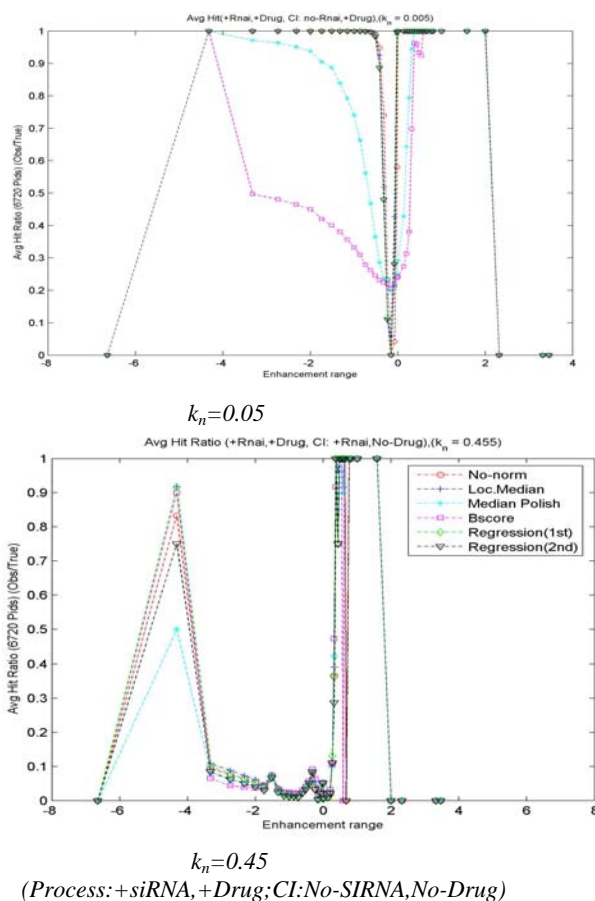 Avg Hit(+Rnai,+Drug, CI: no-Rnai,+Drug),(k_n = 0.005)
Avg Hit Ratio (6720 Pids) (Obs/True)
1
0.9
0.8
0.7
0.6
0.5
0.4
0.3
0.2
0.1
0
-8 -6 -4 -2 0 2 4
Enhancement range
k_n=0.05
Avg Hit Ratio (+Rnai,+Drug, CI: +Rnai,No-Drug),(k_n = 0.455)
Avg Hit Ratio (6720 Pids) (Obs/True)
1
0.9
0.8
0.7
0.6
0.5
0.4
0.3
0.2
0.1
0
No-norm
Loc.Median
Median Polish
Bscore
Regression(1st)
Regression(2nd)
-8 -6 -4 -2 0 2 4 6
Enhancement range
k_n=0.45
(Process:+siRNA,+Drug;CI:No-SIRNA,No-Drug)